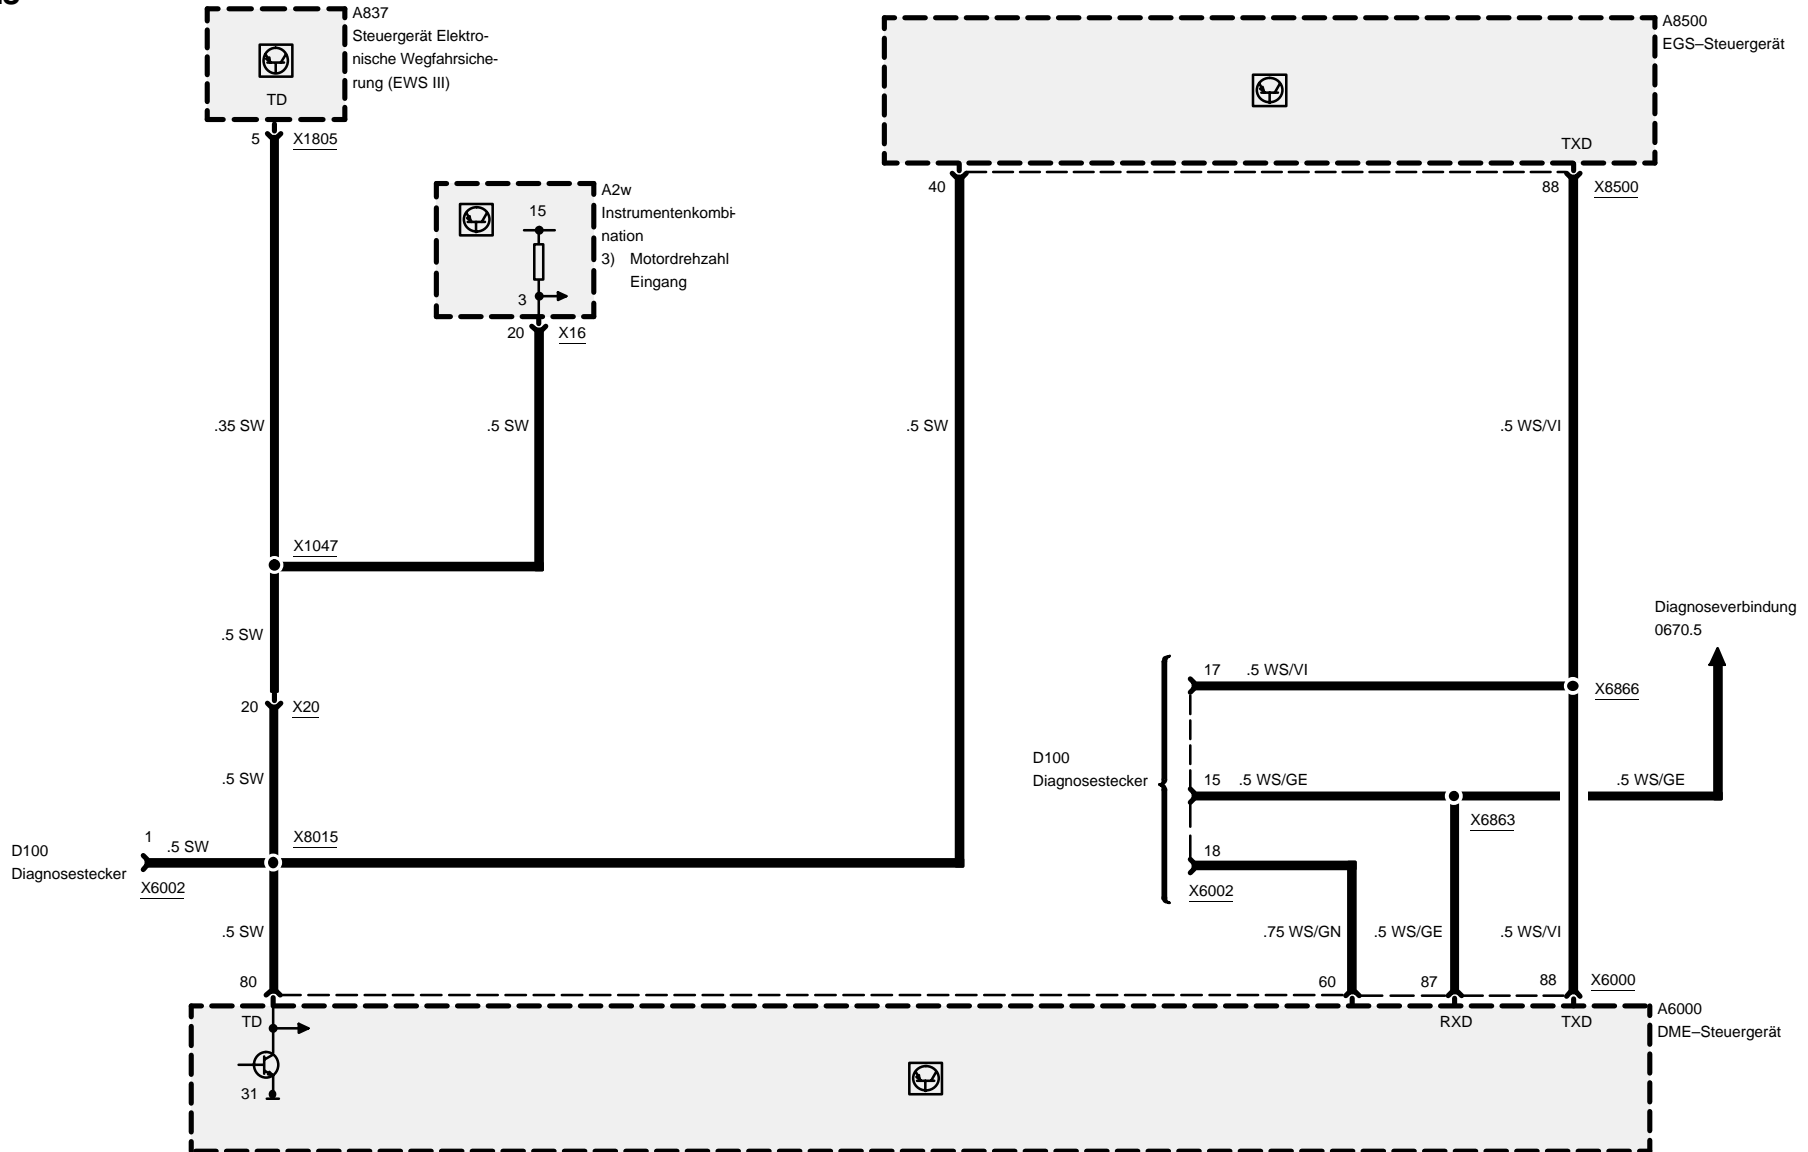 A837
Steuergerät Elektro-
nische Wegfahrsiche-
rung (EWS III)
TD
5
X1805
A8500
EGS–Steuergerät
TXD
40
88
X8500
A2w
Instrumentenkombi-
nation
3) Motordrehzahl
Eingang
15
3
20
X16
.35 SW
.5 SW
.5 SW
.5 WS/VI
X1047
.5 SW
20
X20
.5 SW
Diagnoseverbindung
0670.5
17
.5 WS/VI
X6866
D100
Diagnosestecker
15
.5 WS/GE
.5 WS/GE
X6863
18
X6002
D100
Diagnosestecker
1
.5 SW
X8015
X6002
.5 SW
.75 WS/GN
.5 WS/GE
.5 WS/VI
80
60
87
88
X6000
TD
RXD
TXD
A6000
DME–Steuergerät
31